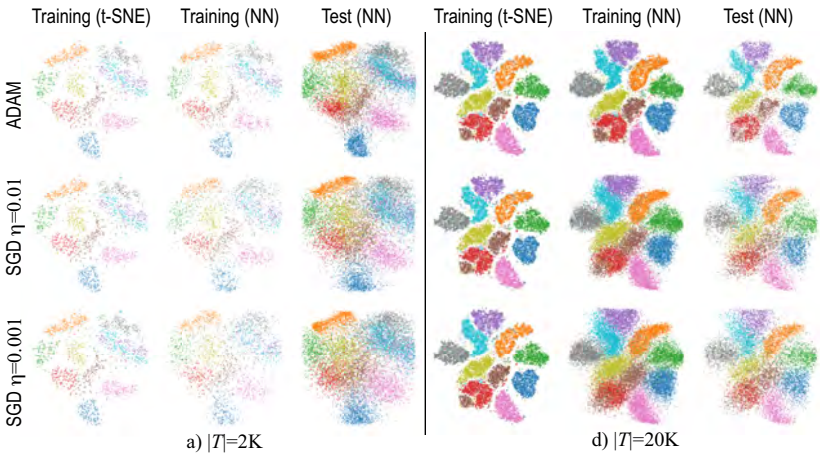 Training (t-SNE) Training (NN) Test (NN) Training (t-SNE) Training (NN) Test (NN)
ADAM
SGD η=0.01
SGD η=0.001
a) |T|=2K d) |T|=20K